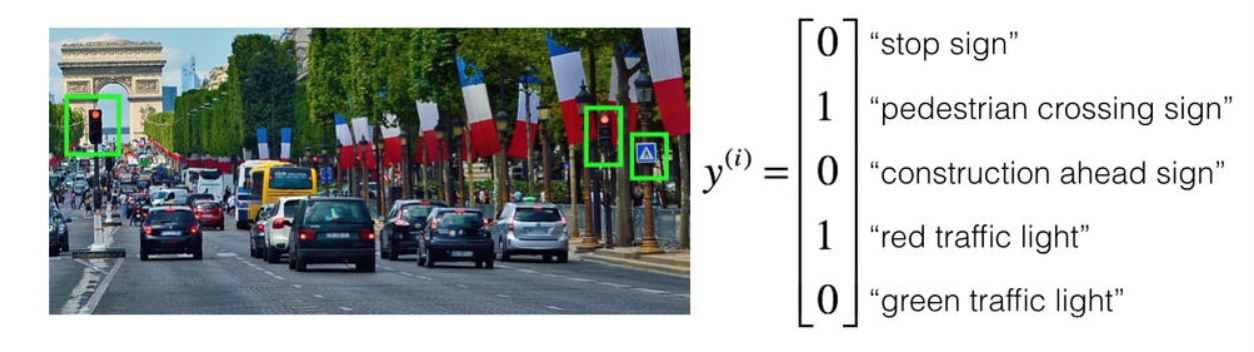 y^{(i)} =
0 “stop sign”
1 “pedestrian crossing sign”
0 “construction ahead sign”
1 “red traffic light”
0 “green traffic light”